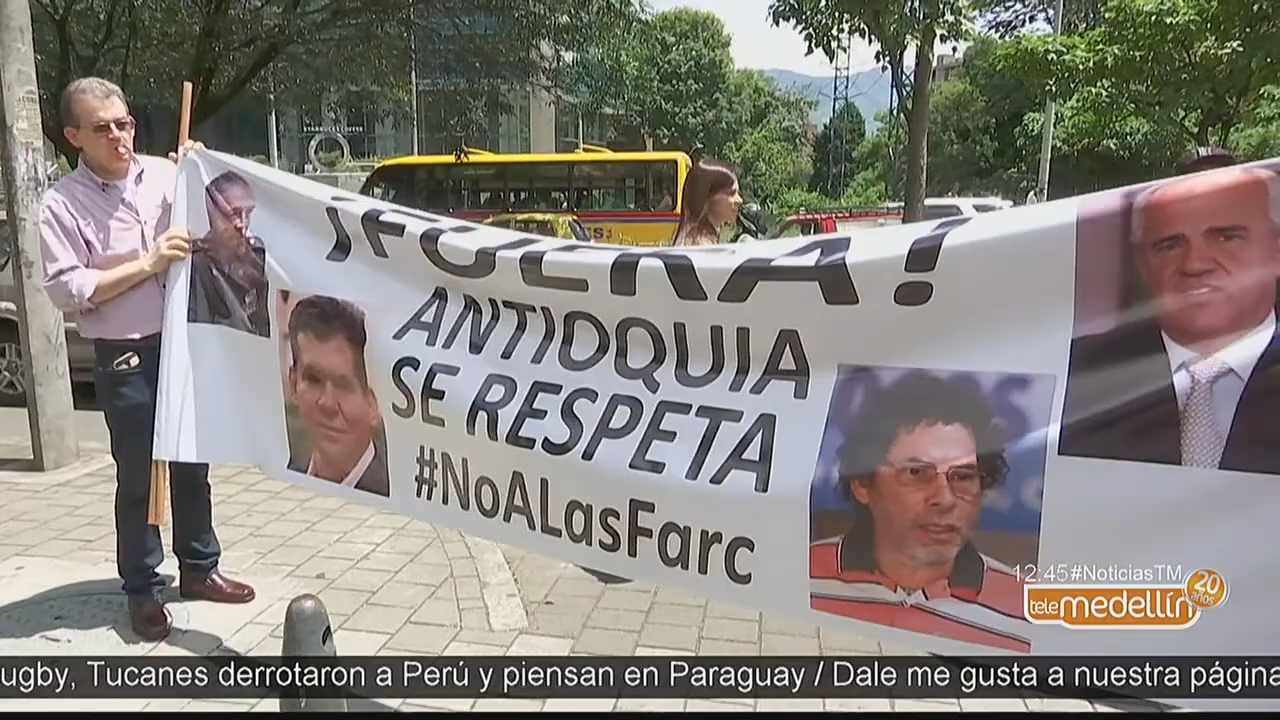 ¡FUERA!
ANTIOQUIA
SE RESPETA
#NoALasFarc
12:45#NoticiasTM
20
años
telemedellín
ugby, Tucanes derrotaron a Perú y piensan en Paraguay / Dale me gusta a nuestra página